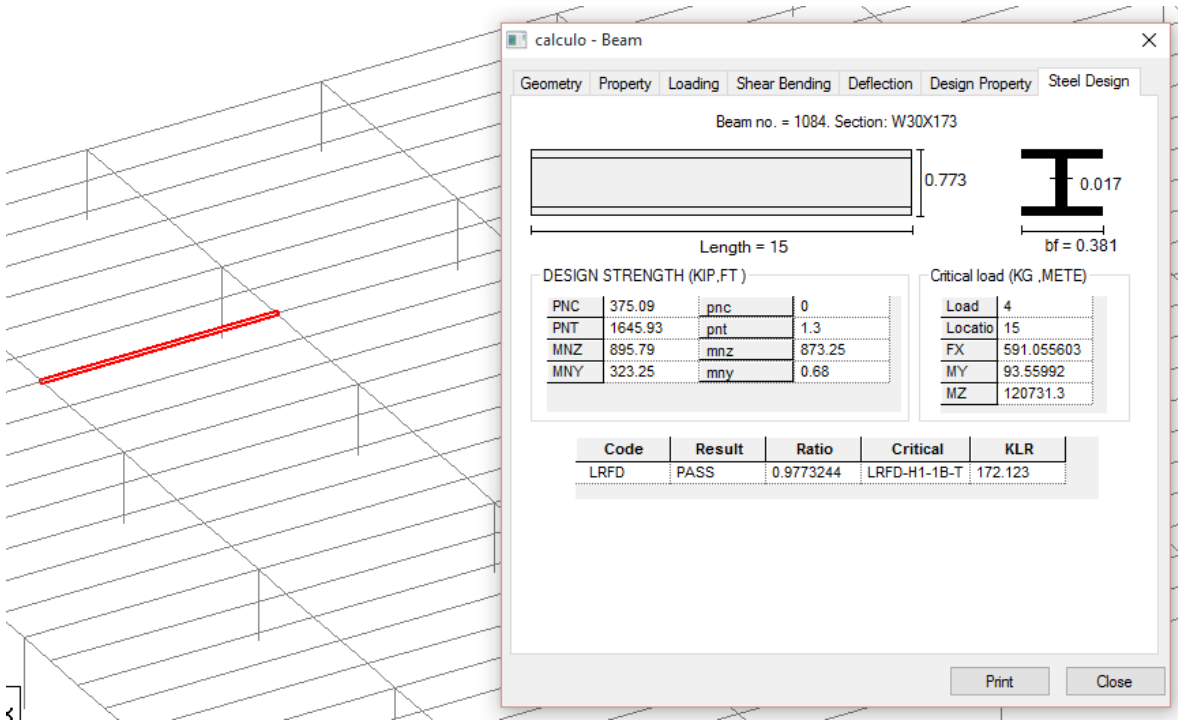 calculo - Beam
Geometry Property Loading Shear Bending Deflection Design Property Steel Design
Beam no. = 1084. Section: W30X173
0.773
0.017
Length = 15
bf = 0.381
DESIGN STRENGTH (KIP,FT )
PNC 375.09 pnc 0
PNT 1645.93 pnt 1.3
MNZ 895.79 mnz 873.25
MNY 323.25 mny 0.68
Critical load (KG ,METE)
Load 4
Locatio 15
FX 591.055603
MY 93.55992
MZ 120731.3
Code Result Ratio Critical KLR
LRFD PASS 0.9773244 LRFD-H1-1B-T 172.123
Print Close